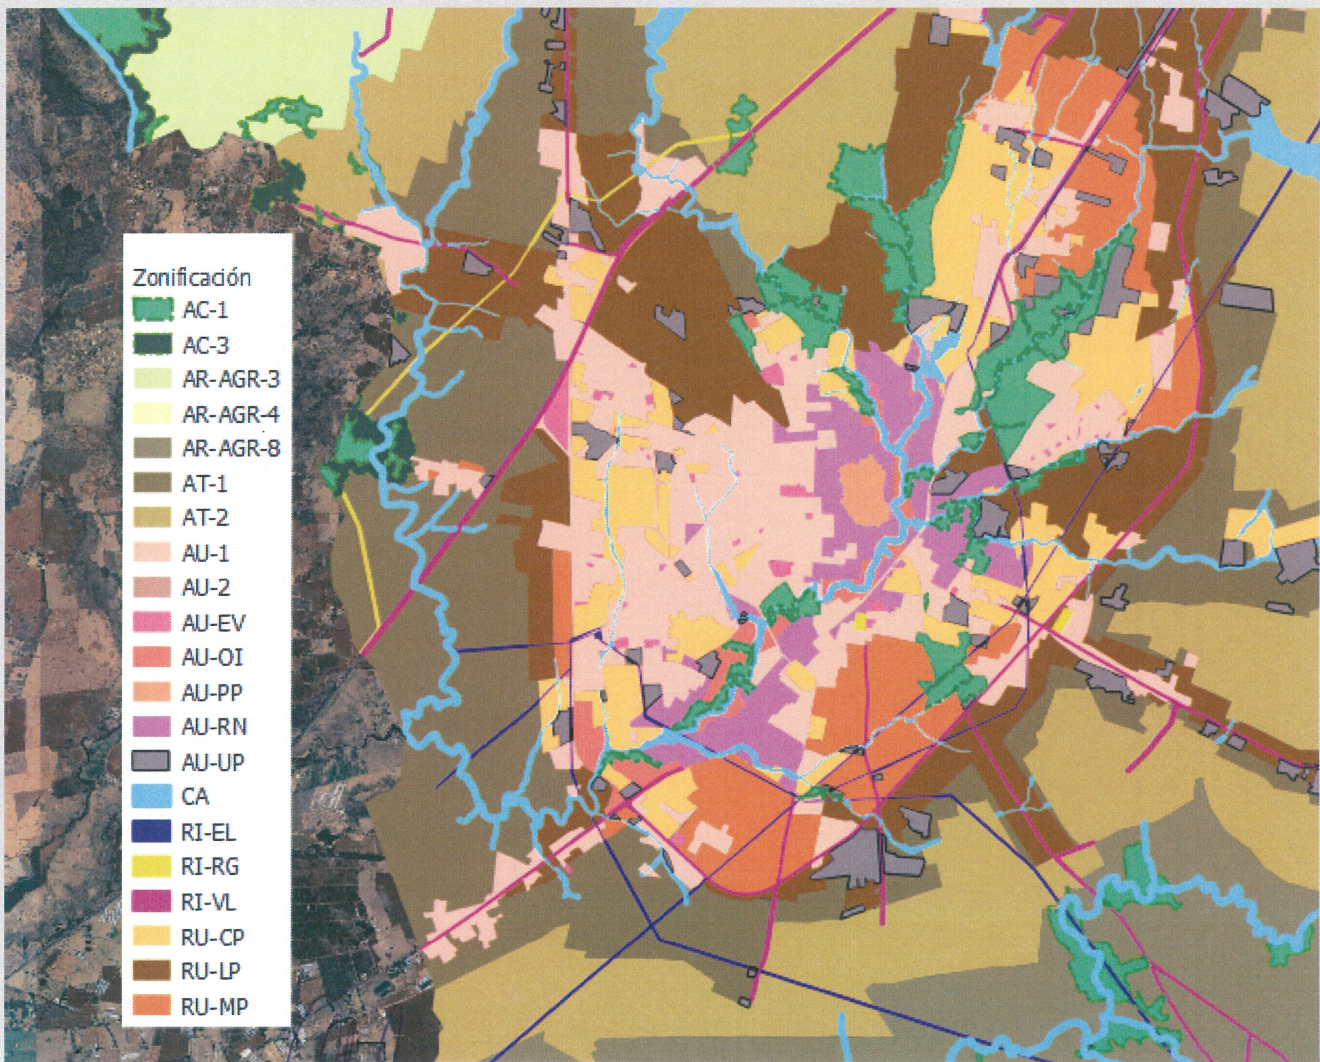 Zonificación
AC-1
AC-3
AR-AGR-3
AR-AGR-4
AR-AGR-8
AT-1
AT-2
AU-1
AU-2
AU-EV
AU-OI
AU-PP
AU-RN
AU-UP
CA
RI-EL
RI-RG
RI-VL
RU-CP
RU-LP
RU-MP